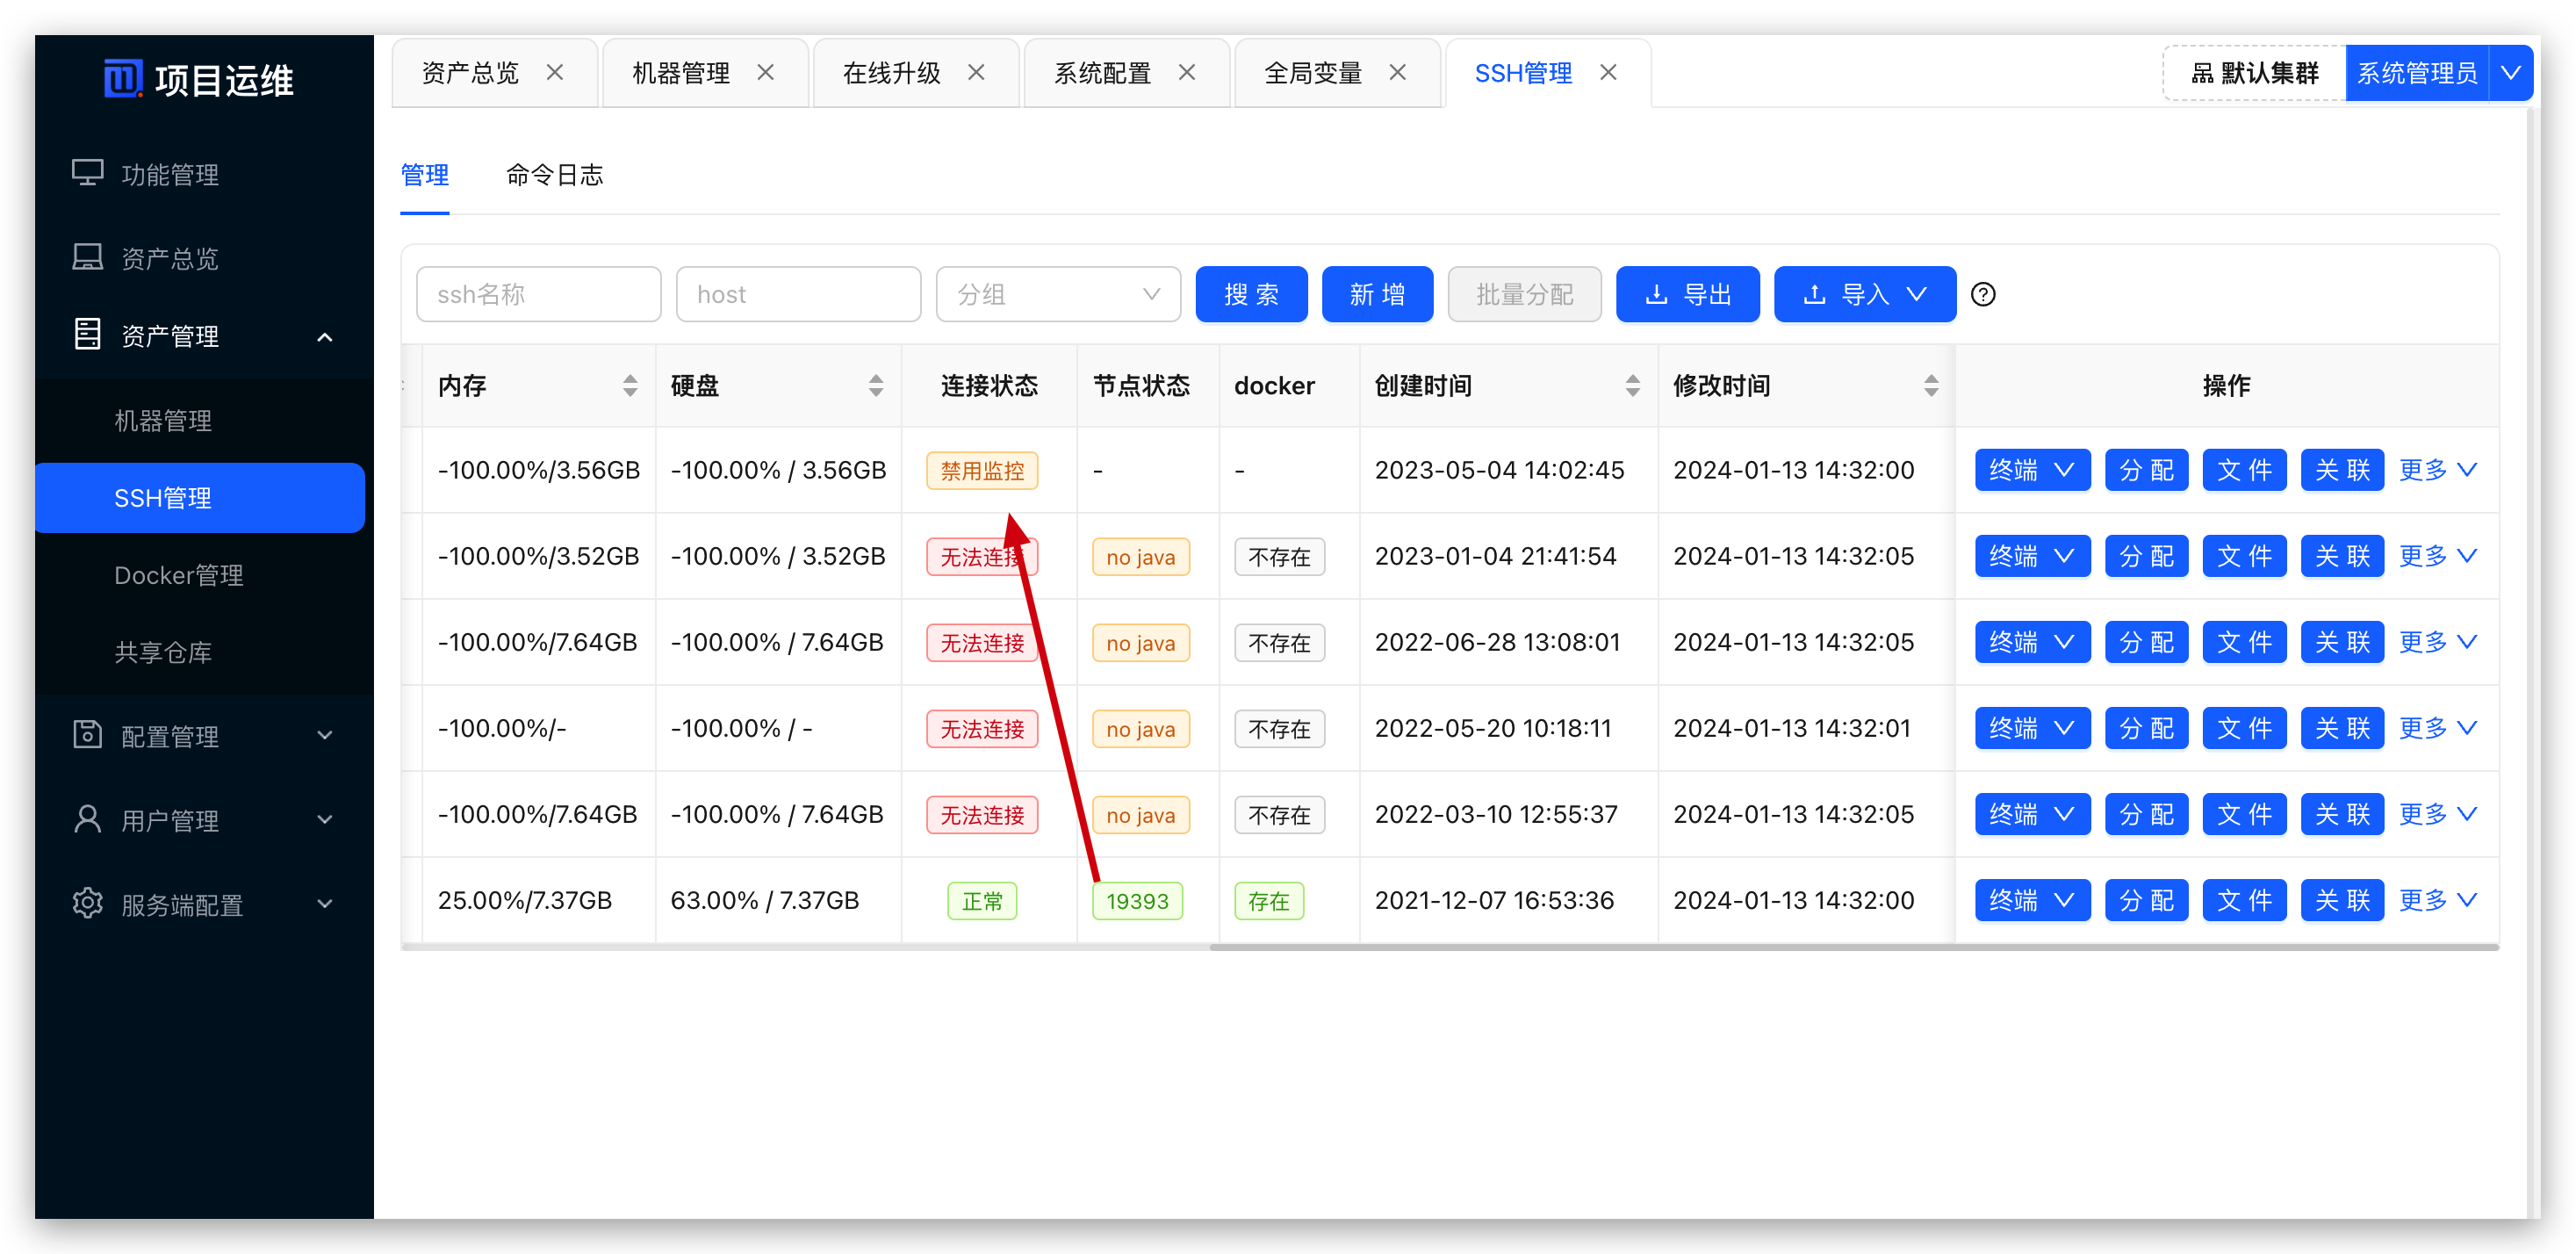 项目运维
资产总览 机器管理 在线升级 系统配置 全局变量 SSH管理 默认集群 系统管理员
功能管理
资产总览
资产管理
机器管理
SSH管理
Docker管理
共享仓库
配置管理
用户管理
服务端配置
管理 命令日志
ssh名称 host 分组 搜 索 新 增 批量分配 导出 导入
内存 硬盘 连接状态 节点状态 docker 创建时间 修改时间 操作
-100.00%/3.56GB -100.00% / 3.56GB 禁用监控 - - 2023-05-04 14:02:45 2024-01-13 14:32:00 终端 分 配 文 件 关 联 更多
-100.00%/3.52GB -100.00% / 3.52GB 无法连接 no java 不存在 2023-01-04 21:41:54 2024-01-13 14:32:05 终端 分 配 文 件 关 联 更多
-100.00%/7.64GB -100.00% / 7.64GB 无法连接 no java 不存在 2022-06-28 13:08:01 2024-01-13 14:32:05 终端 分 配 文 件 关 联 更多
-100.00%/- -100.00% / - 无法连接 no java 不存在 2022-05-20 10:18:11 2024-01-13 14:32:01 终端 分 配 文 件 关 联 更多
-100.00%/7.64GB -100.00% / 7.64GB 无法连接 no java 不存在 2022-03-10 12:55:37 2024-01-13 14:32:05 终端 分 配 文 件 关 联 更多
25.00%/7.37GB 63.00% / 7.37GB 正常 19393 存在 2021-12-07 16:53:36 2024-01-13 14:32:00 终端 分 配 文 件 关 联 更多